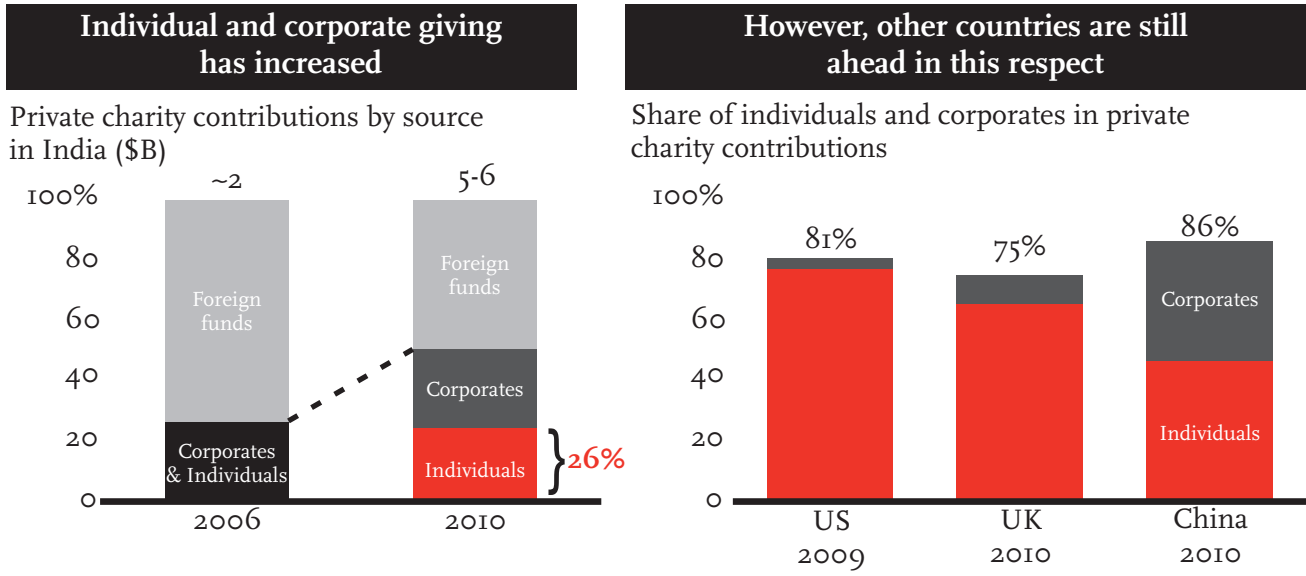 Individual and corporate giving
has increased
Private charity contributions by source
in India ($B)
100%
80
60
40
20
0
~2
5-6
Foreign
funds
Corporates
& Individuals
Foreign
funds
Corporates
Individuals
26%
2006
2010
However, other countries are still
ahead in this respect
Share of individuals and corporates in private
charity contributions
100%
80
60
40
20
0
81%
75%
86%
Corporates
Individuals
US
2009
UK
2010
China
2010